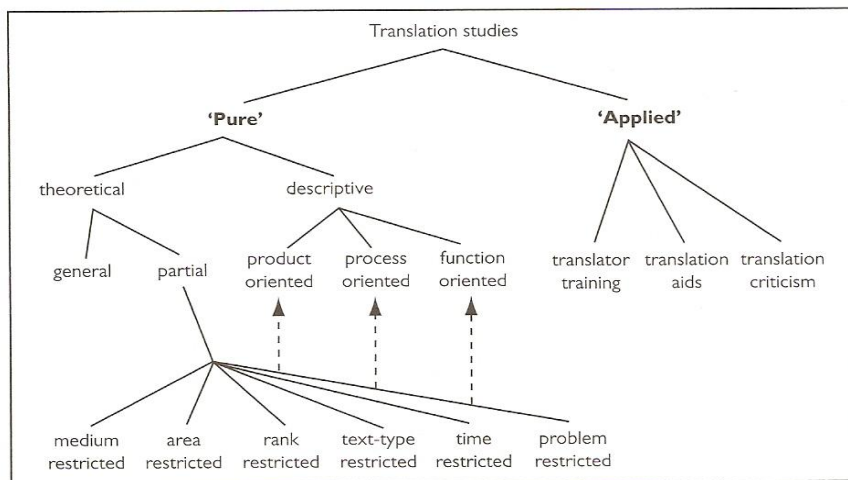 Translation studies
'Pure'
'Applied'
theoretical
descriptive
general
partial
product
oriented
process
oriented
function
oriented
translator
training
translation
aids
translation
criticism
medium
restricted
area
restricted
rank
restricted
text-type
restricted
time
restricted
problem
restricted